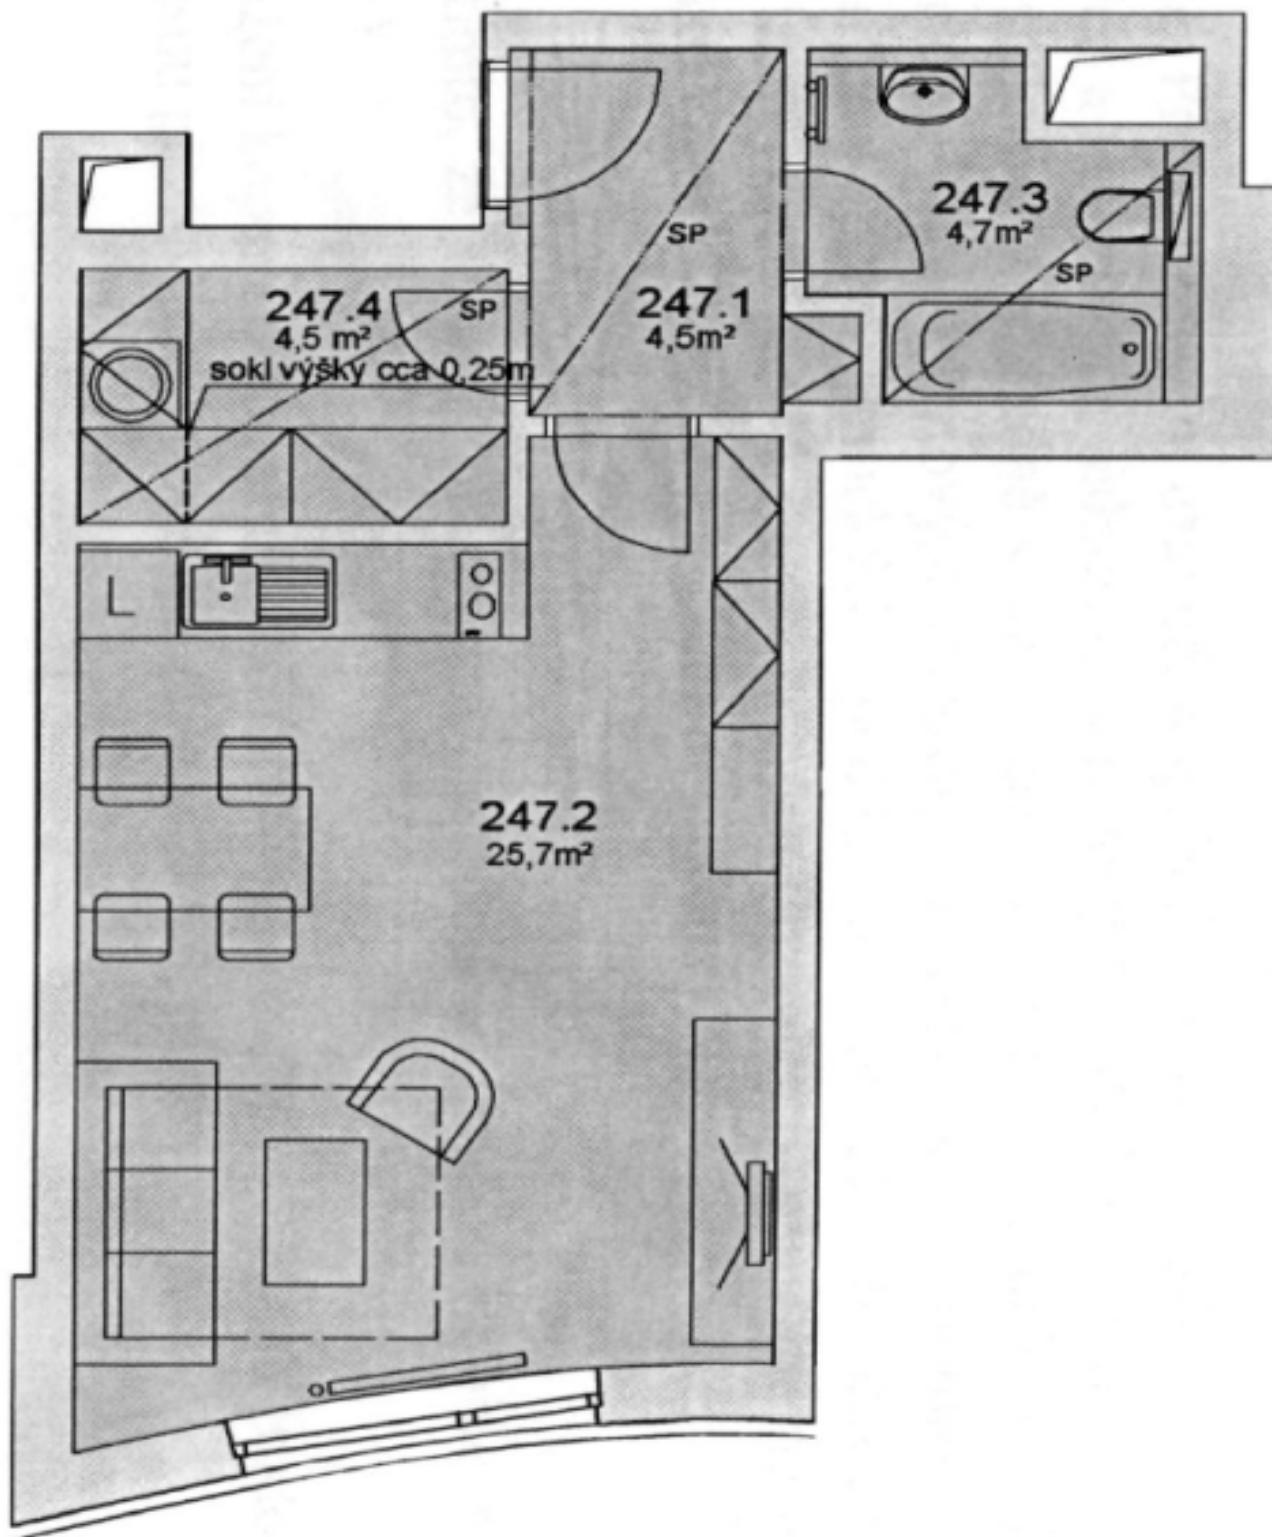 247.3
4,7m²
SP
SP
247.1
4,5m²
247.4
4,5 m²
SP
sokl výšky cca 0,25m
L
247.2
25,7m²